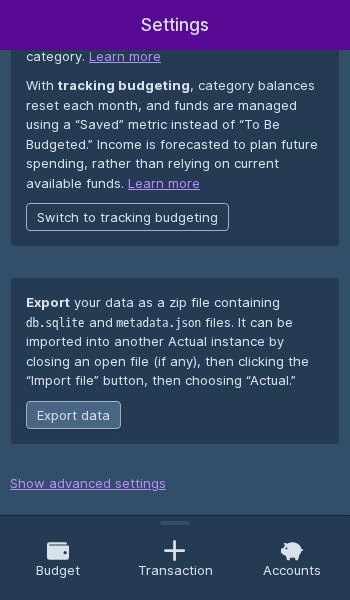 Settings
category. Learn more
With tracking budgeting, category balances
reset each month, and funds are managed
using a “Saved” metric instead of “To Be
Budgeted.” Income is forecasted to plan future
spending, rather than relying on current
available funds. Learn more
Switch to tracking budgeting
Export your data as a zip file containing
db.sqlite and metadata.json files. It can be
imported into another Actual instance by
closing an open file (if any), then clicking the
“Import file” button, then choosing “Actual.”
Export data
Show advanced settings
Budget Transaction Accounts